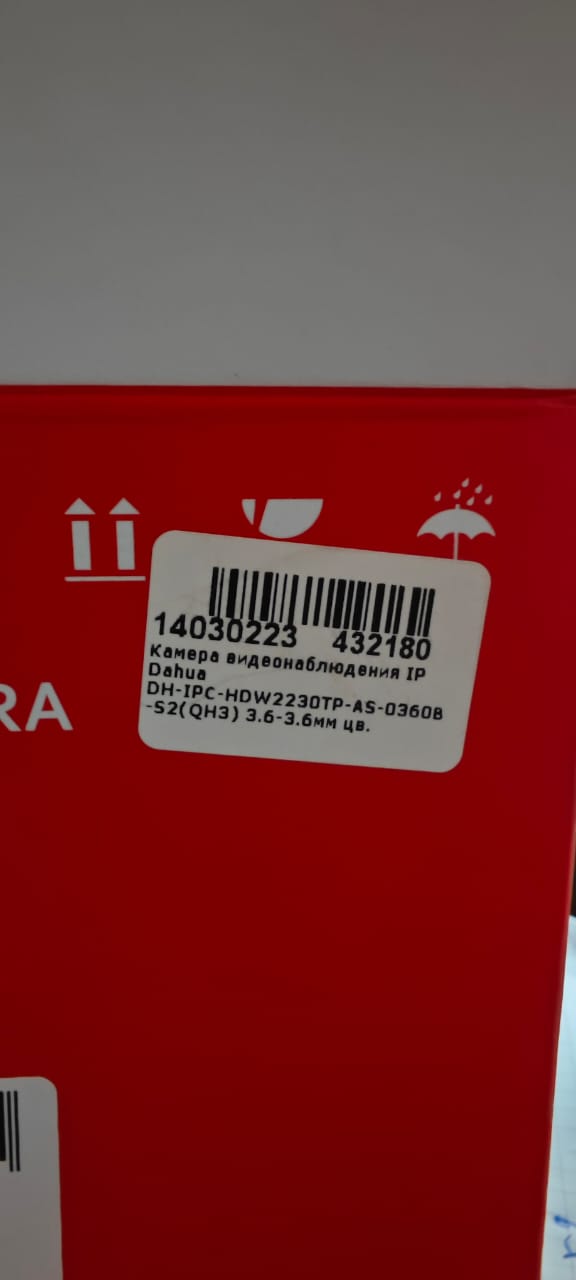 14030223 432180
Камера видеонаблюдения IP
Dahua
DH-IPC-HDW2230TP-AS-0360B
-S2(QH3) 3.6-3.6мм цв.
RA